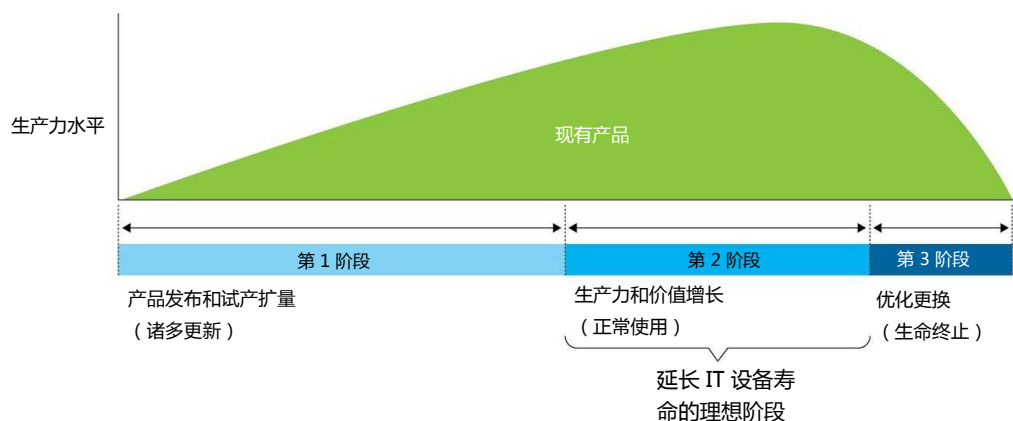 生产力水平
现有产品
第 1 阶段
第 2 阶段
第 3 阶段
产品发布和试产扩量
（诸多更新）
生产力和价值增长
（正常使用）
优化更换
（生命终止）
延长 IT 设备寿
命的理想阶段